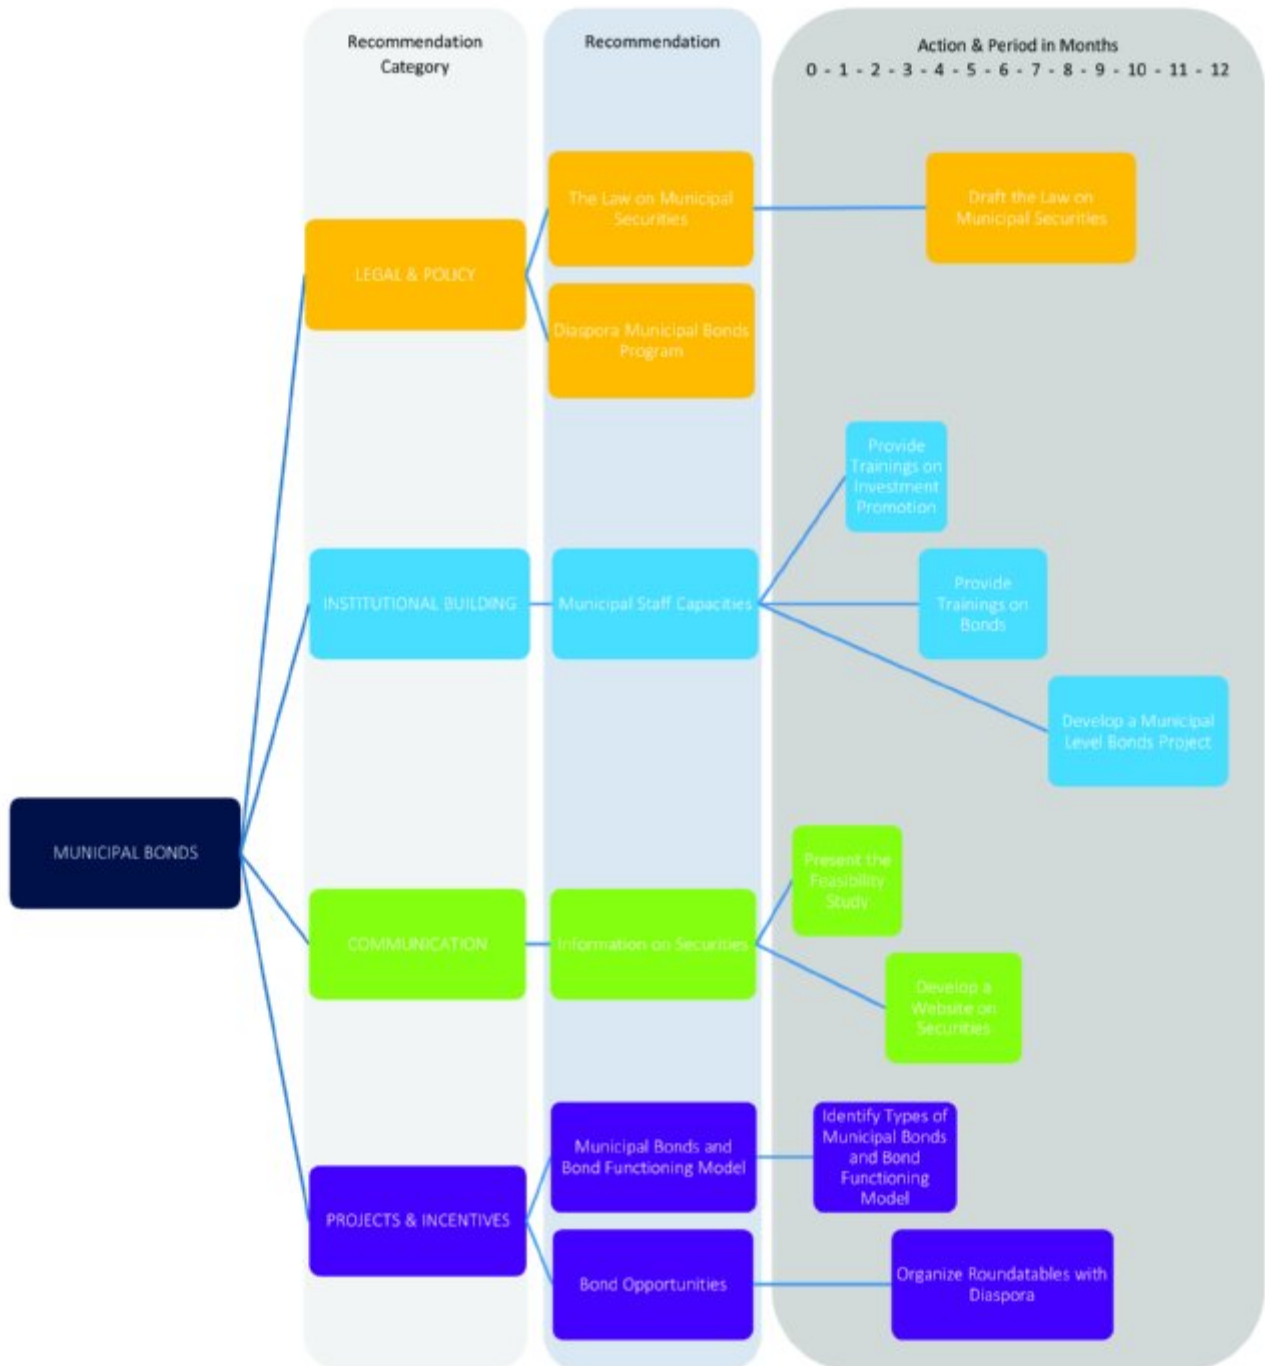 Recommendation
Category
Recommendation
Action & Period in Months
0 - 1 - 2 - 3 - 4 - 5 - 6 - 7 - 8 - 9 - 10 - 11 - 12
The Law on Municipal
Securities
Draft the Law on
Municipal Securities
LEGAL & POLICY
Diaspora Municipal Bonds
Program
Provide
Trainings on
Investment
Promotion
INSTITUTIONAL BUILDING
Municipal Staff Capacities
Provide
Trainings on
Bonds
Develop a Municipal
Level Bonds Project
MUNICIPAL BONDS
Present the
Feasibility
Study
COMMUNICATION
Information on Securities
Develop a
Website on
Securities
Municipal Bonds and
Bond Functioning Model
Identify Types of
Municipal Bonds
and Bond
Functioning
Model
PROJECTS & INCENTIVES
Bond Opportunities
Organize Roundtables with
Diaspora